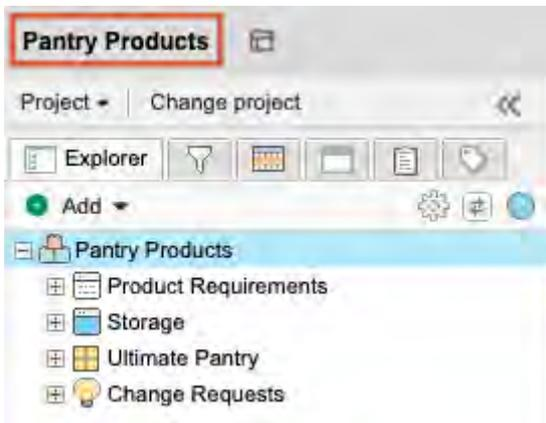 Pantry Products
Project Change project
Explorer
Add
Pantry Products
Product Requirements
Storage
Ultimate Pantry
Change Requests